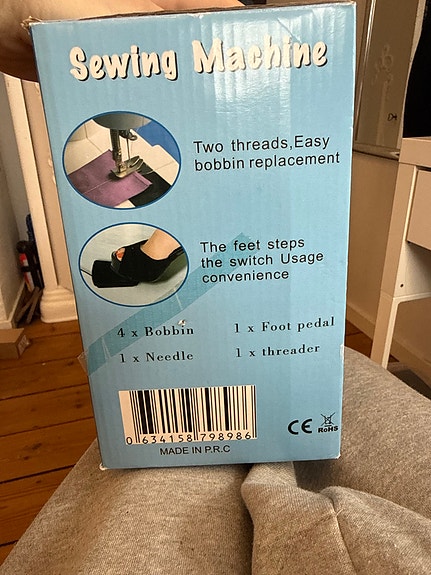 Sewing Machine
Two threads,Easy
bobbin replacement
The feet steps
the switch Usage
convenience
4 x Bobbin
1 x Foot pedal
1 x Needle
1 x threader
0 634158 798986
MADE IN P.R.C
CE
RoHS